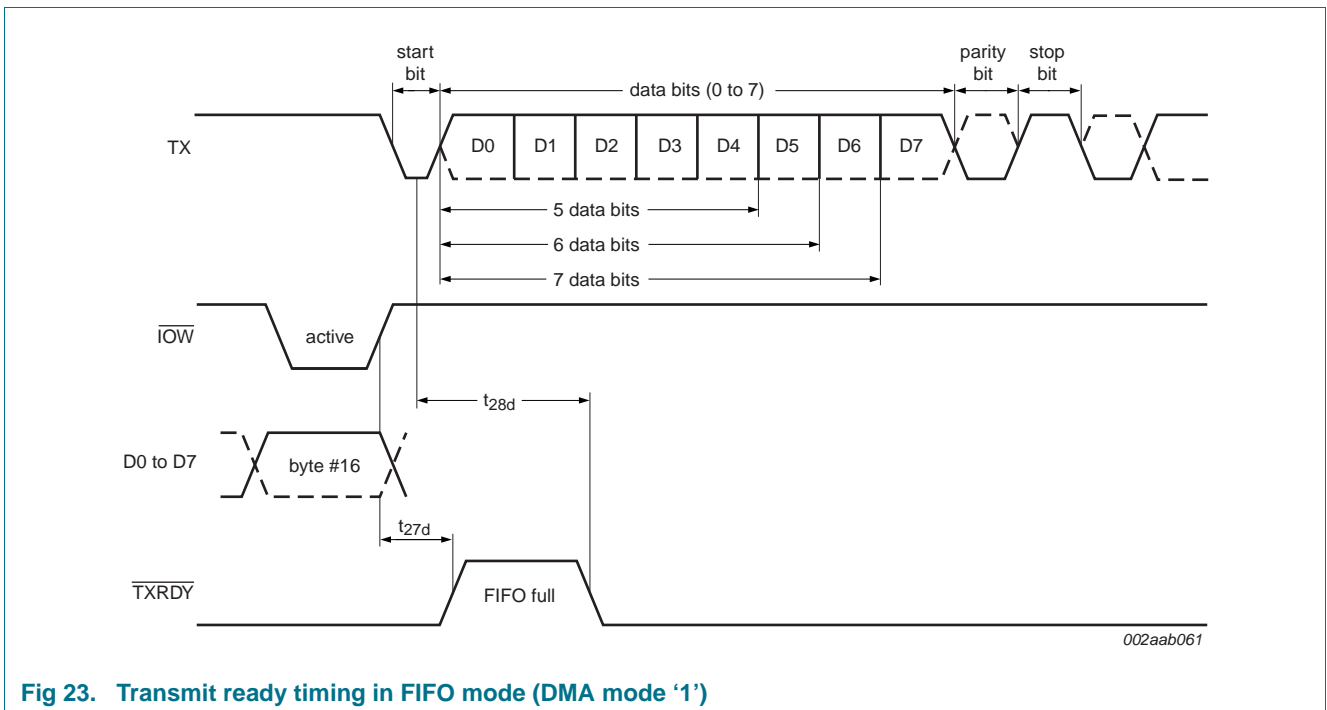 start
bit
data bits (0 to 7)
parity
bit
stop
bit
TX
D0 D1 D2 D3 D4 D5 D6 D7
5 data bits
6 data bits
7 data bits
IOW
active
t28d
D0 to D7
byte #16
t27d
TXRDY
FIFO full
002aab061
Fig 23. Transmit ready timing in FIFO mode (DMA mode ‘1’)